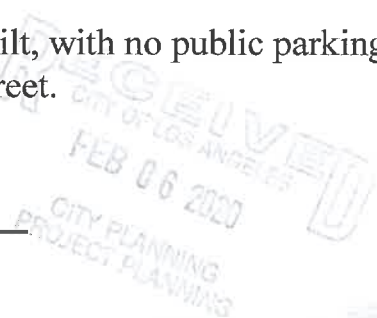 ilt, with no public parking
reet.
RECEIVED
CITY OF LOS ANGELES
FEB 06 2020
CITY PLANNING
PROJECT PLANNING